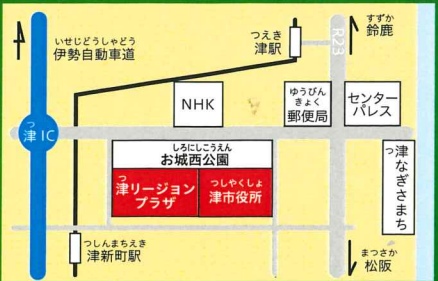 いせじどうしゃどう
伊勢自動車道
つえき
津駅
R23
すずか
鈴鹿
NHK
ゆうびん
きょく
郵便局
センター
パレス
つ
津IC
しろにしこうえん
お城西公園
つ
津リージョン
プラザ
つしやくしょ
津市役所
つ
津なぎさまち
つしんまちえき
津新町駅
まつさか
松阪